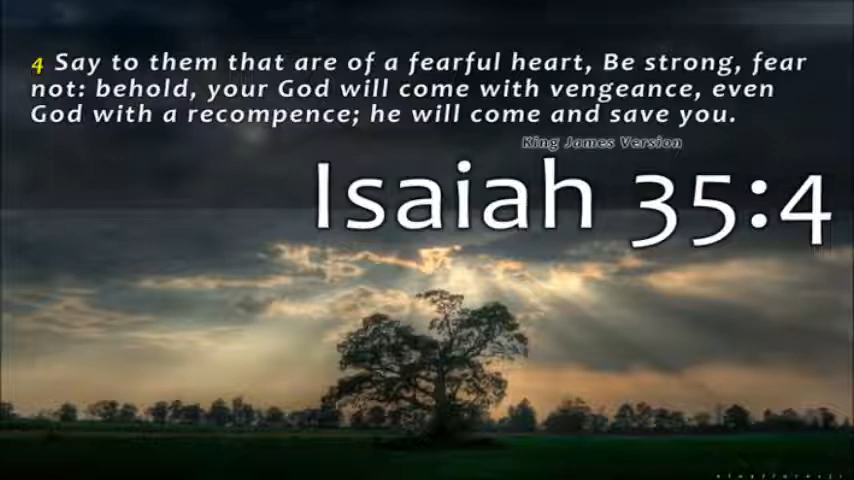 4 Say to them that are of a fearful heart, Be strong, fear
not: behold, your God will come with vengeance, even
God with a recompence; he will come and save you.
King James Version
Isaiah 35:4